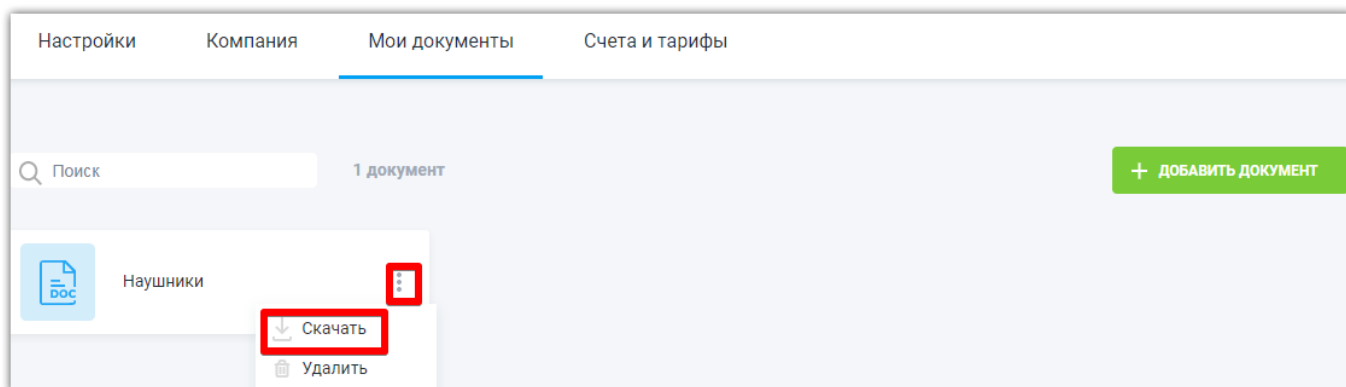 Настройки Компания Мои документы Счета и тарифы
Поиск 1 документ + ДОБАВИТЬ ДОКУМЕНТ
DOC Наушники
Скачать
Удалить